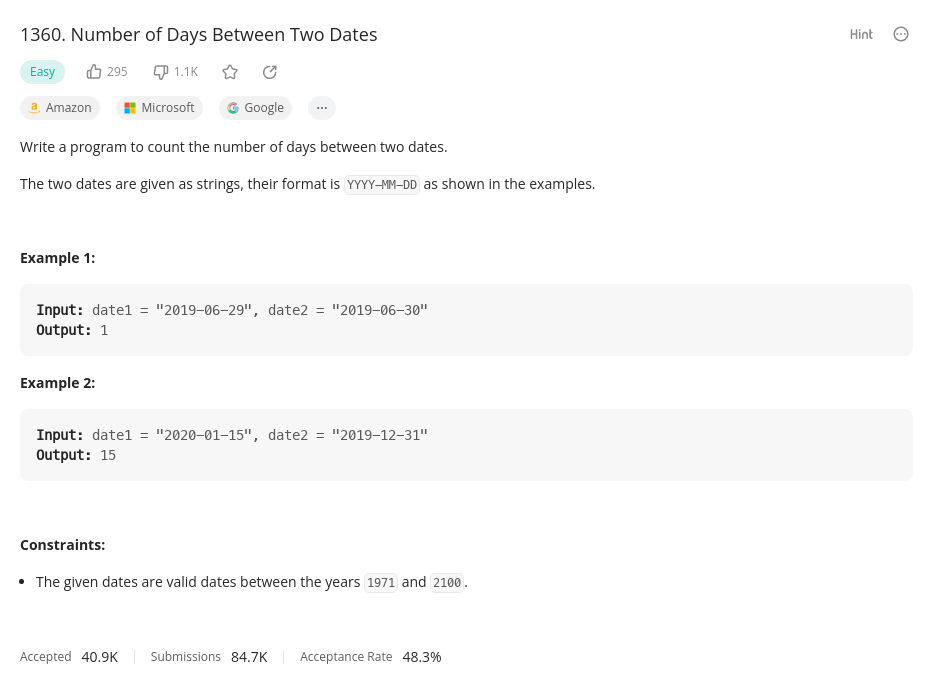 1360. Number of Days Between Two Dates
Hint
Easy 295 1.1K
Amazon Microsoft Google ...
Write a program to count the number of days between two dates.
The two dates are given as strings, their format is YYYY-MM-DD as shown in the examples.
Example 1:
Input: date1 = "2019-06-29", date2 = "2019-06-30"
Output: 1
Example 2:
Input: date1 = "2020-01-15", date2 = "2019-12-31"
Output: 15
Constraints:
• The given dates are valid dates between the years 1971 and 2100.
Accepted 40.9K Submissions 84.7K Acceptance Rate 48.3%